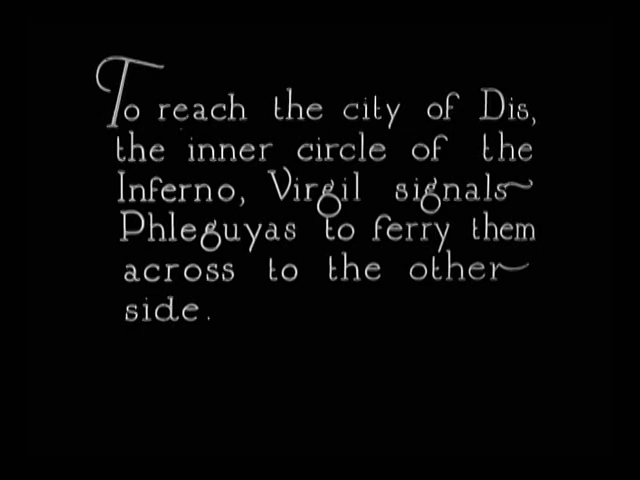 To reach the city of Dis,
the inner circle of the
Inferno, Virgil signals
Phleguyas to ferry them
across to the other
side.